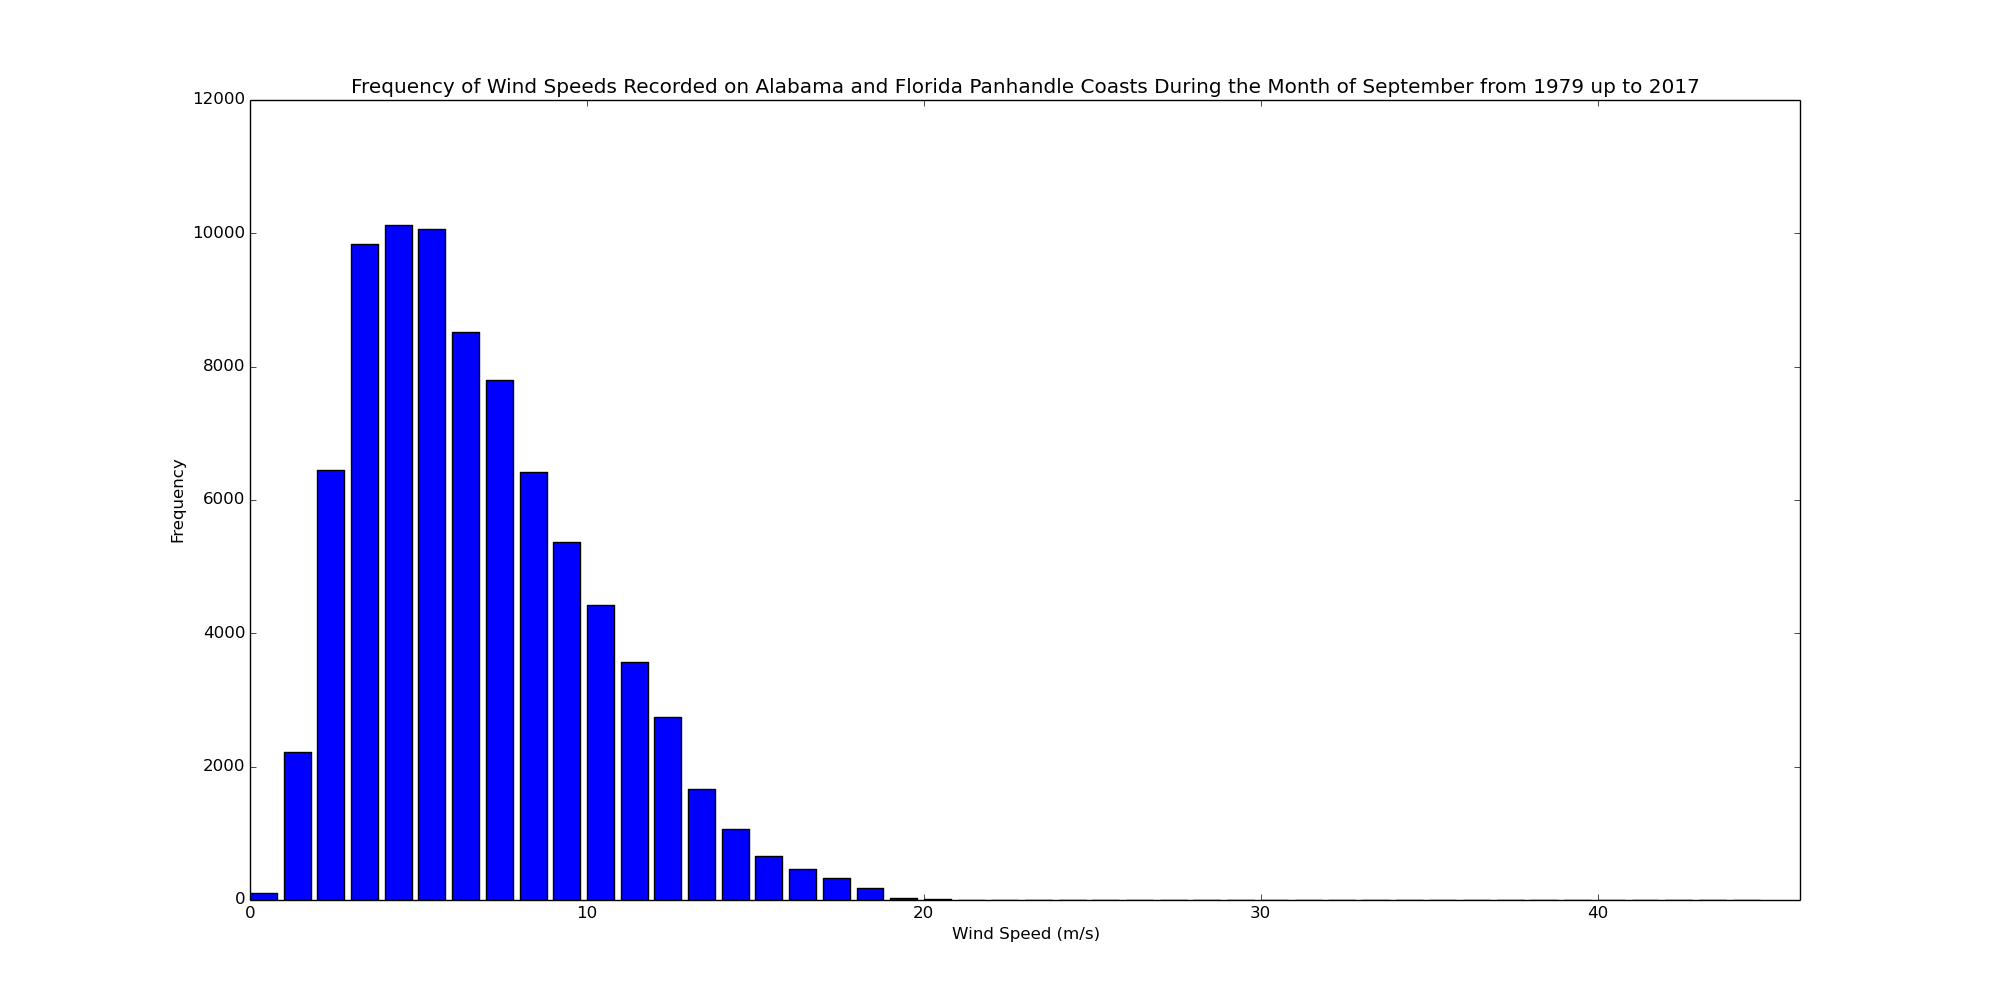 Frequency of Wind Speeds Recorded on Alabama and Florida Panhandle Coasts During the Month of September from 1979 up to 2017
12000
10000
8000
6000
4000
2000
0
Frequency
0 10 20 30 40
Wind Speed (m/s)